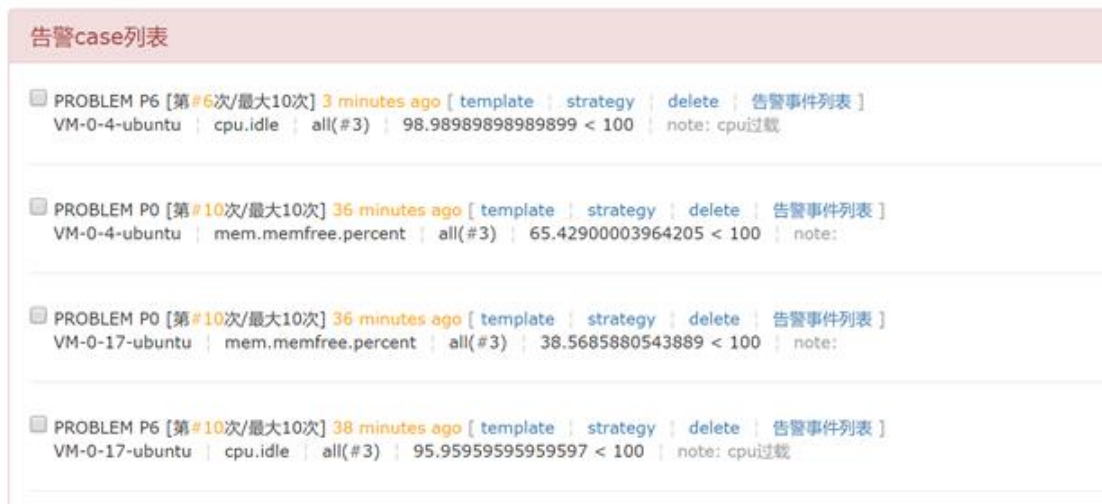 告警case列表
PROBLEM P6 [第#6次/最大10次] 3 minutes ago [ template ¦ strategy ¦ delete ¦ 告警事件列表 ]
VM-0-4-ubuntu ¦ cpu.idle ¦ all(#3) ¦ 98.98989898989899 < 100 ¦ note: cpu过载
PROBLEM P0 [第#10次/最大10次] 36 minutes ago [ template ¦ strategy ¦ delete ¦ 告警事件列表 ]
VM-0-4-ubuntu ¦ mem.memfree.percent ¦ all(#3) ¦ 65.42900003964205 < 100 ¦ note:
PROBLEM P0 [第#10次/最大10次] 36 minutes ago [ template ¦ strategy ¦ delete ¦ 告警事件列表 ]
VM-0-17-ubuntu ¦ mem.memfree.percent ¦ all(#3) ¦ 38.5685880543889 < 100 ¦ note:
PROBLEM P6 [第#10次/最大10次] 38 minutes ago [ template ¦ strategy ¦ delete ¦ 告警事件列表 ]
VM-0-17-ubuntu ¦ cpu.idle ¦ all(#3) ¦ 95.95959595959597 < 100 ¦ note: cpu过载